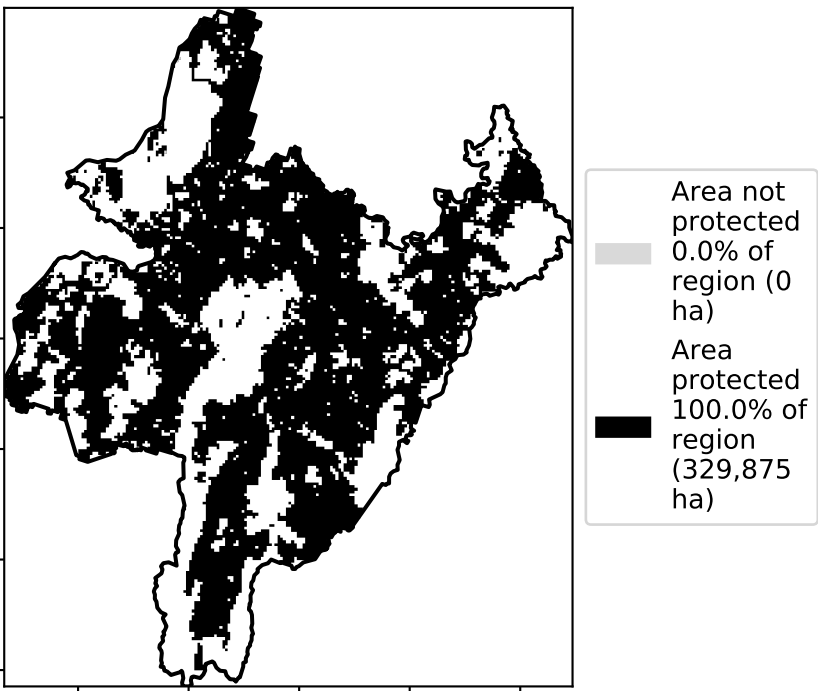 Area not
protected
0.0% of
region (0
ha)
Area
protected
100.0% of
region
(329,875
ha)